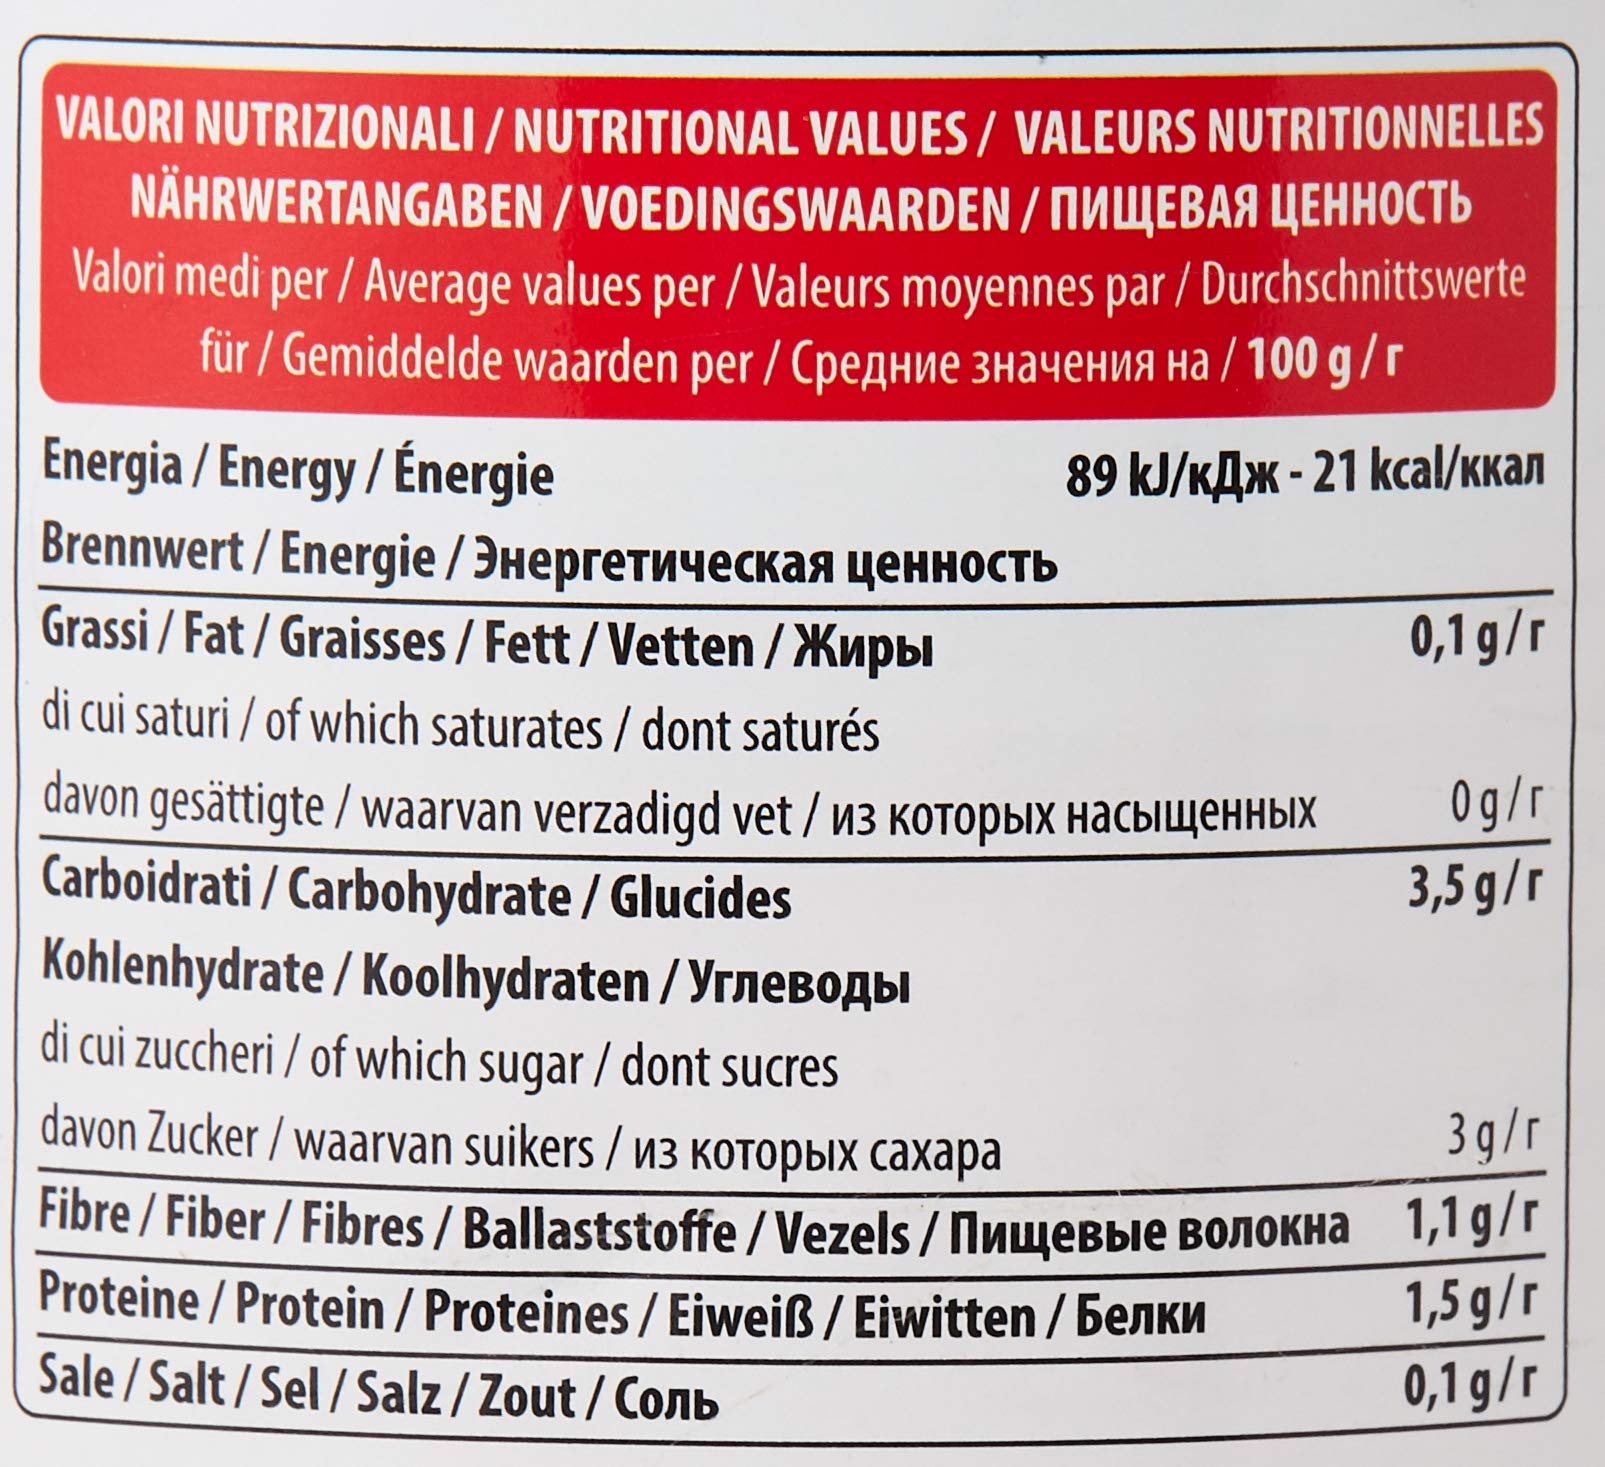 VALORI NUTRIZIONALI / NUTRITIONAL VALUES / VALEURS NUTRITIONNELLES
NÄHRWERTANGABEN / VOEDINGSWAARDEN / ПИЩЕВАЯ ЦЕННОСТЬ
Valori medi per / Average values per / Valeurs moyennes par / Durchschnittswerte
für / Gemiddelde waarden per / Средние значения на / 100 g / г
Energia / Energy / Énergie 89 kJ/кДж - 21 kcal/ккал
Brennwert / Energie / Энергетическая ценность
Grassi / Fat / Graisses / Fett / Vetten / Жиры 0,1 g/г
di cui saturi / of which saturates / dont saturés
davon gesättigte / waarvan verzadigd vet / из которых насыщенных 0 g/г
Carboidrati / Carbohydrate / Glucides 3,5 g/г
Kohlenhydrate / Koolhydraten / Углеводы
di cui zuccheri / of which sugar / dont sucres
davon Zucker / waarvan suikers / из которых сахара 3 g/г
Fibre / Fiber / Fibres / Ballaststoffe / Vezels / Пищевые волокна 1,1 g/г
Proteine / Protein / Proteines / Eiweiß / Eiwitten / Белки 1,5 g/г
Sale / Salt / Sel / Salz / Zout / Соль 0,1 g/г